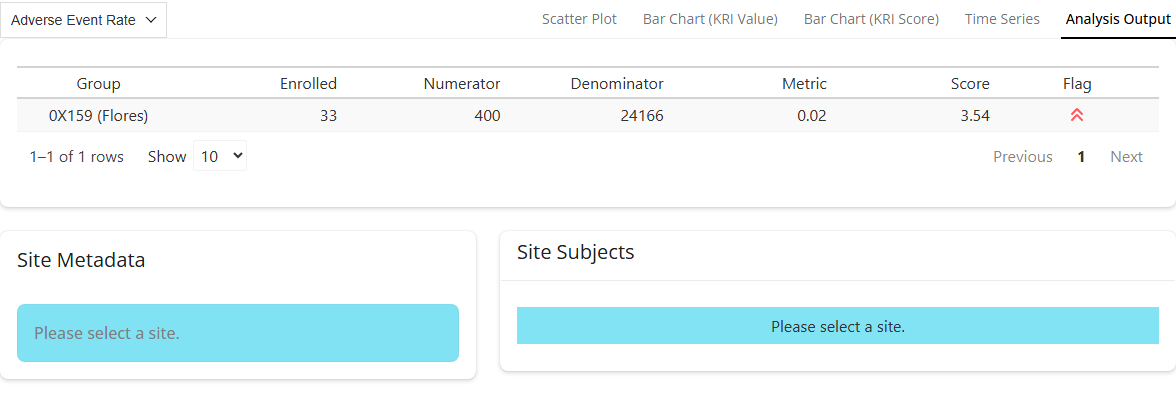 Adverse Event Rate Scatter Plot Bar Chart (KRI Value) Bar Chart (KRI Score) Time Series Analysis Output
Group Enrolled Numerator Denominator Metric Score Flag
0X159 (Flores) 33 400 24166 0.02 3.54
1–1 of 1 rows Show 10 Previous 1 Next
Site Metadata
Please select a site.
Site Subjects
Please select a site.